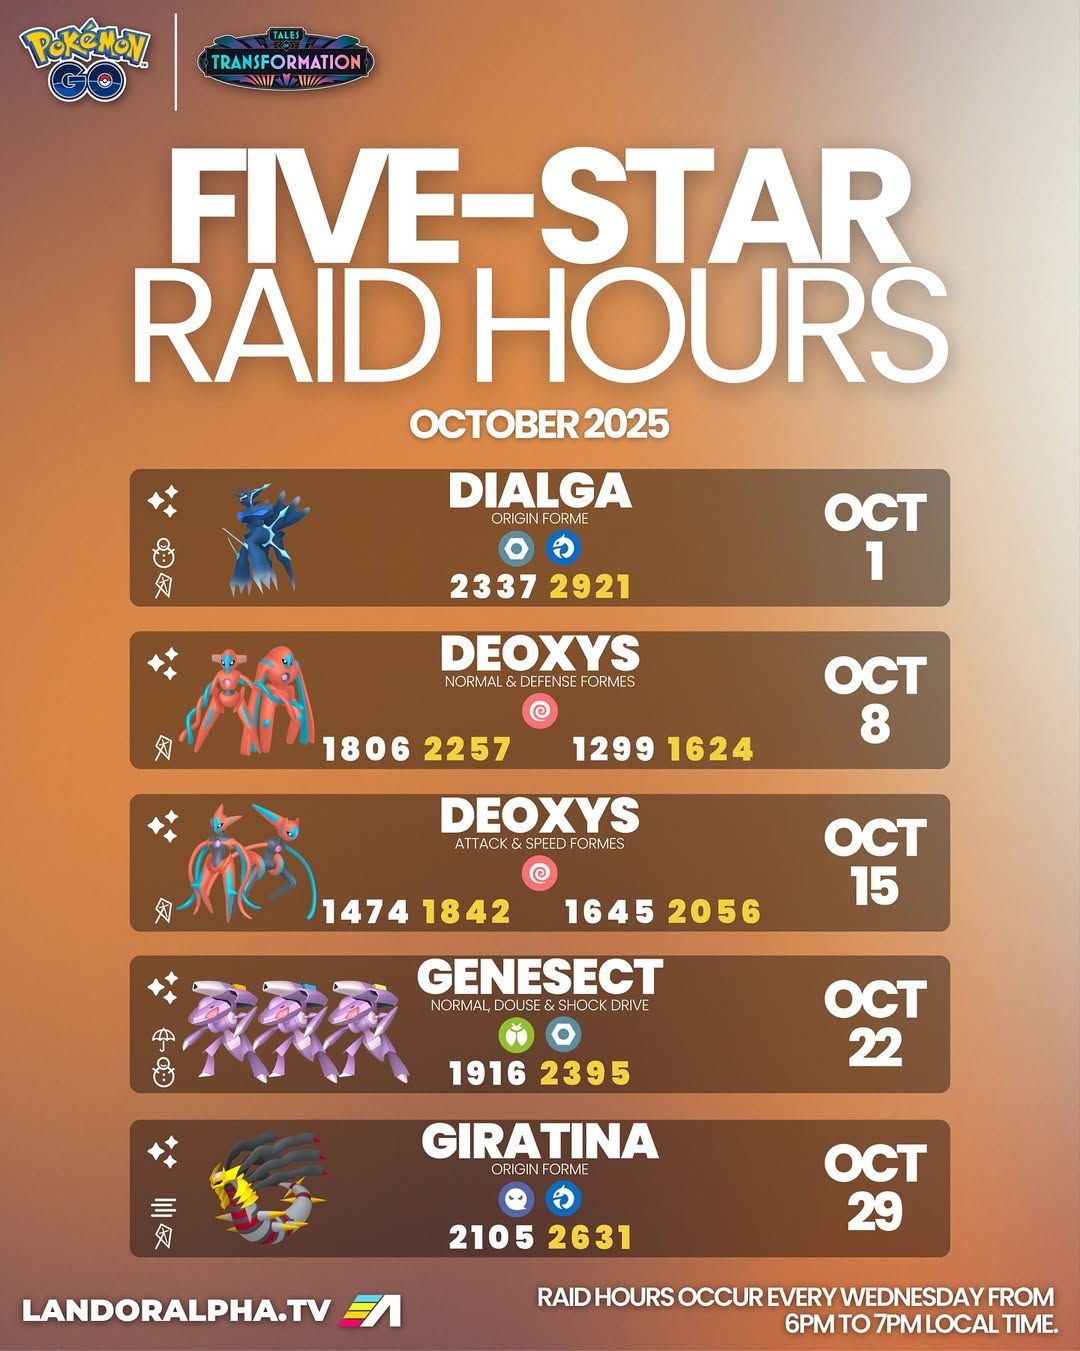 POKÉMON
GO
TALES
OF
TRANSFORMATION
FIVE-STAR
RAID HOURS
OCTOBER 2025
DIALGA
ORIGIN FORME
2337 2921
OCT
1
DEOXYS
NORMAL & DEFENSE FORMES
1806 2257 1299 1624
OCT
8
DEOXYS
ATTACK & SPEED FORMES
1474 1842 1645 2056
OCT
15
GENESECT
NORMAL, DOUSE & SHOCK DRIVE
1916 2395
OCT
22
GIRATINA
ORIGIN FORME
2105 2631
OCT
29
LANDORALPHA.TV
RAID HOURS OCCUR EVERY WEDNESDAY FROM
6PM TO 7PM LOCAL TIME.